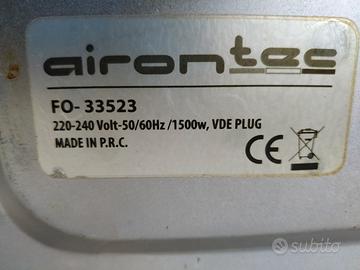 airontec
FO- 33523
220-240 Volt-50/60Hz /1500w, VDE PLUG
MADE IN P.R.C.
CE
subito